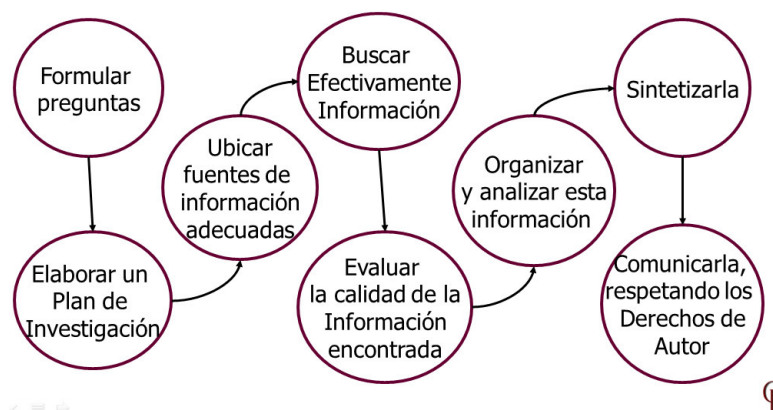 Formular
preguntas
Elaborar un
Plan de
Investigación
Ubicar
fuentes de
información
adecuadas
Buscar
Efectivamente
Información
Evaluar
la calidad de la
Información
encontrada
Organizar
y analizar esta
información
Sintetizarla
Comunicarla,
respetando los
Derechos de
Autor